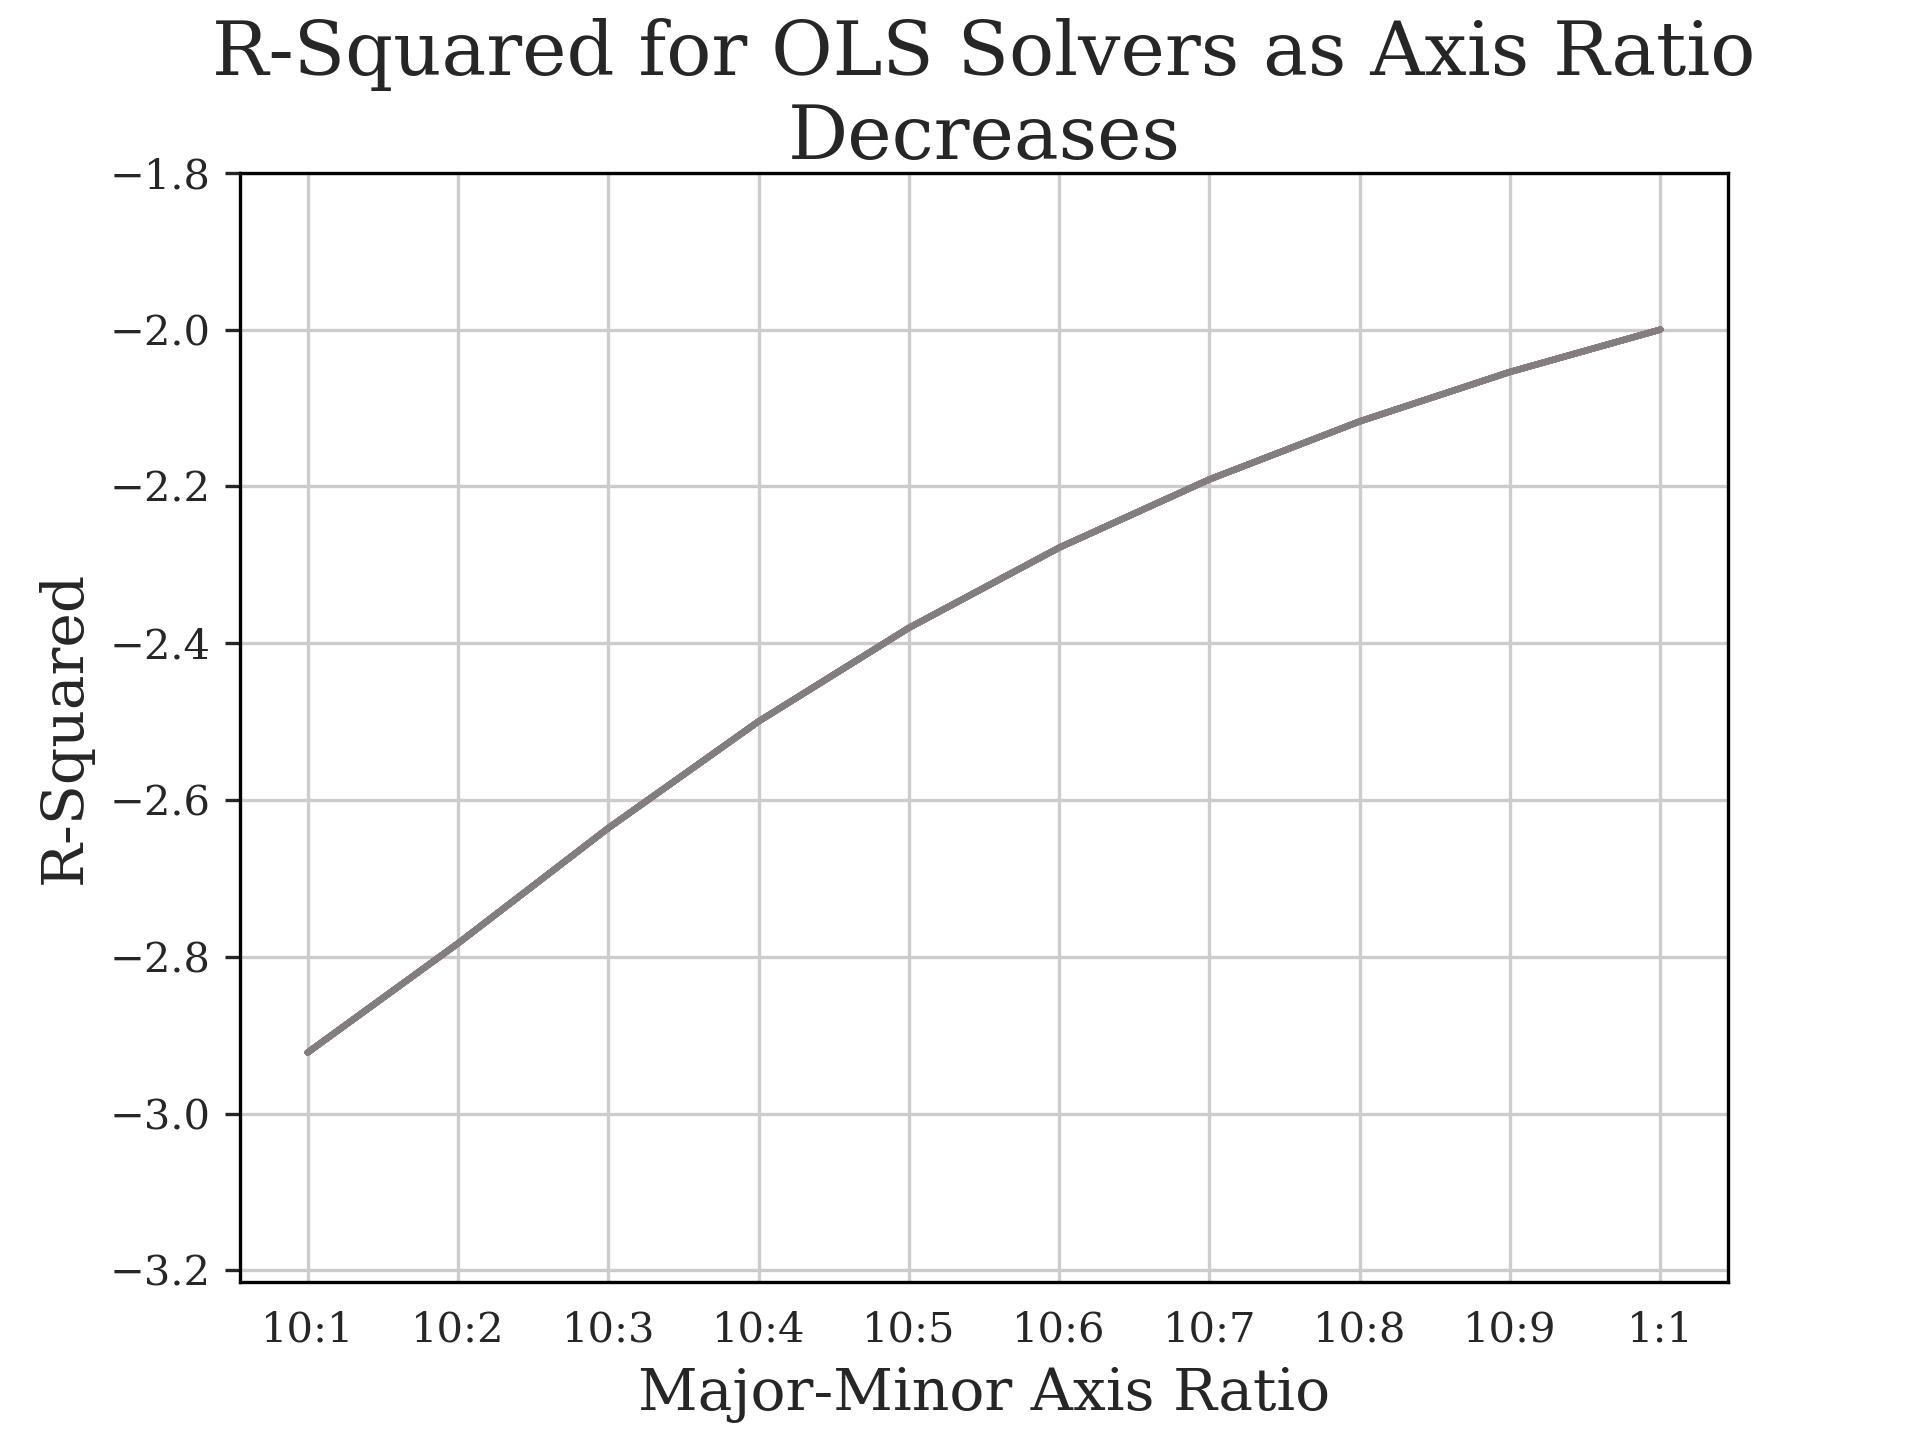 R-Squared for OLS Solvers as Axis Ratio
Decreases
−1.8
−2.0
−2.2
−2.4
−2.6
−2.8
−3.0
−3.2
R-Squared
10:1 10:2 10:3 10:4 10:5 10:6 10:7 10:8 10:9 1:1
Major-Minor Axis Ratio